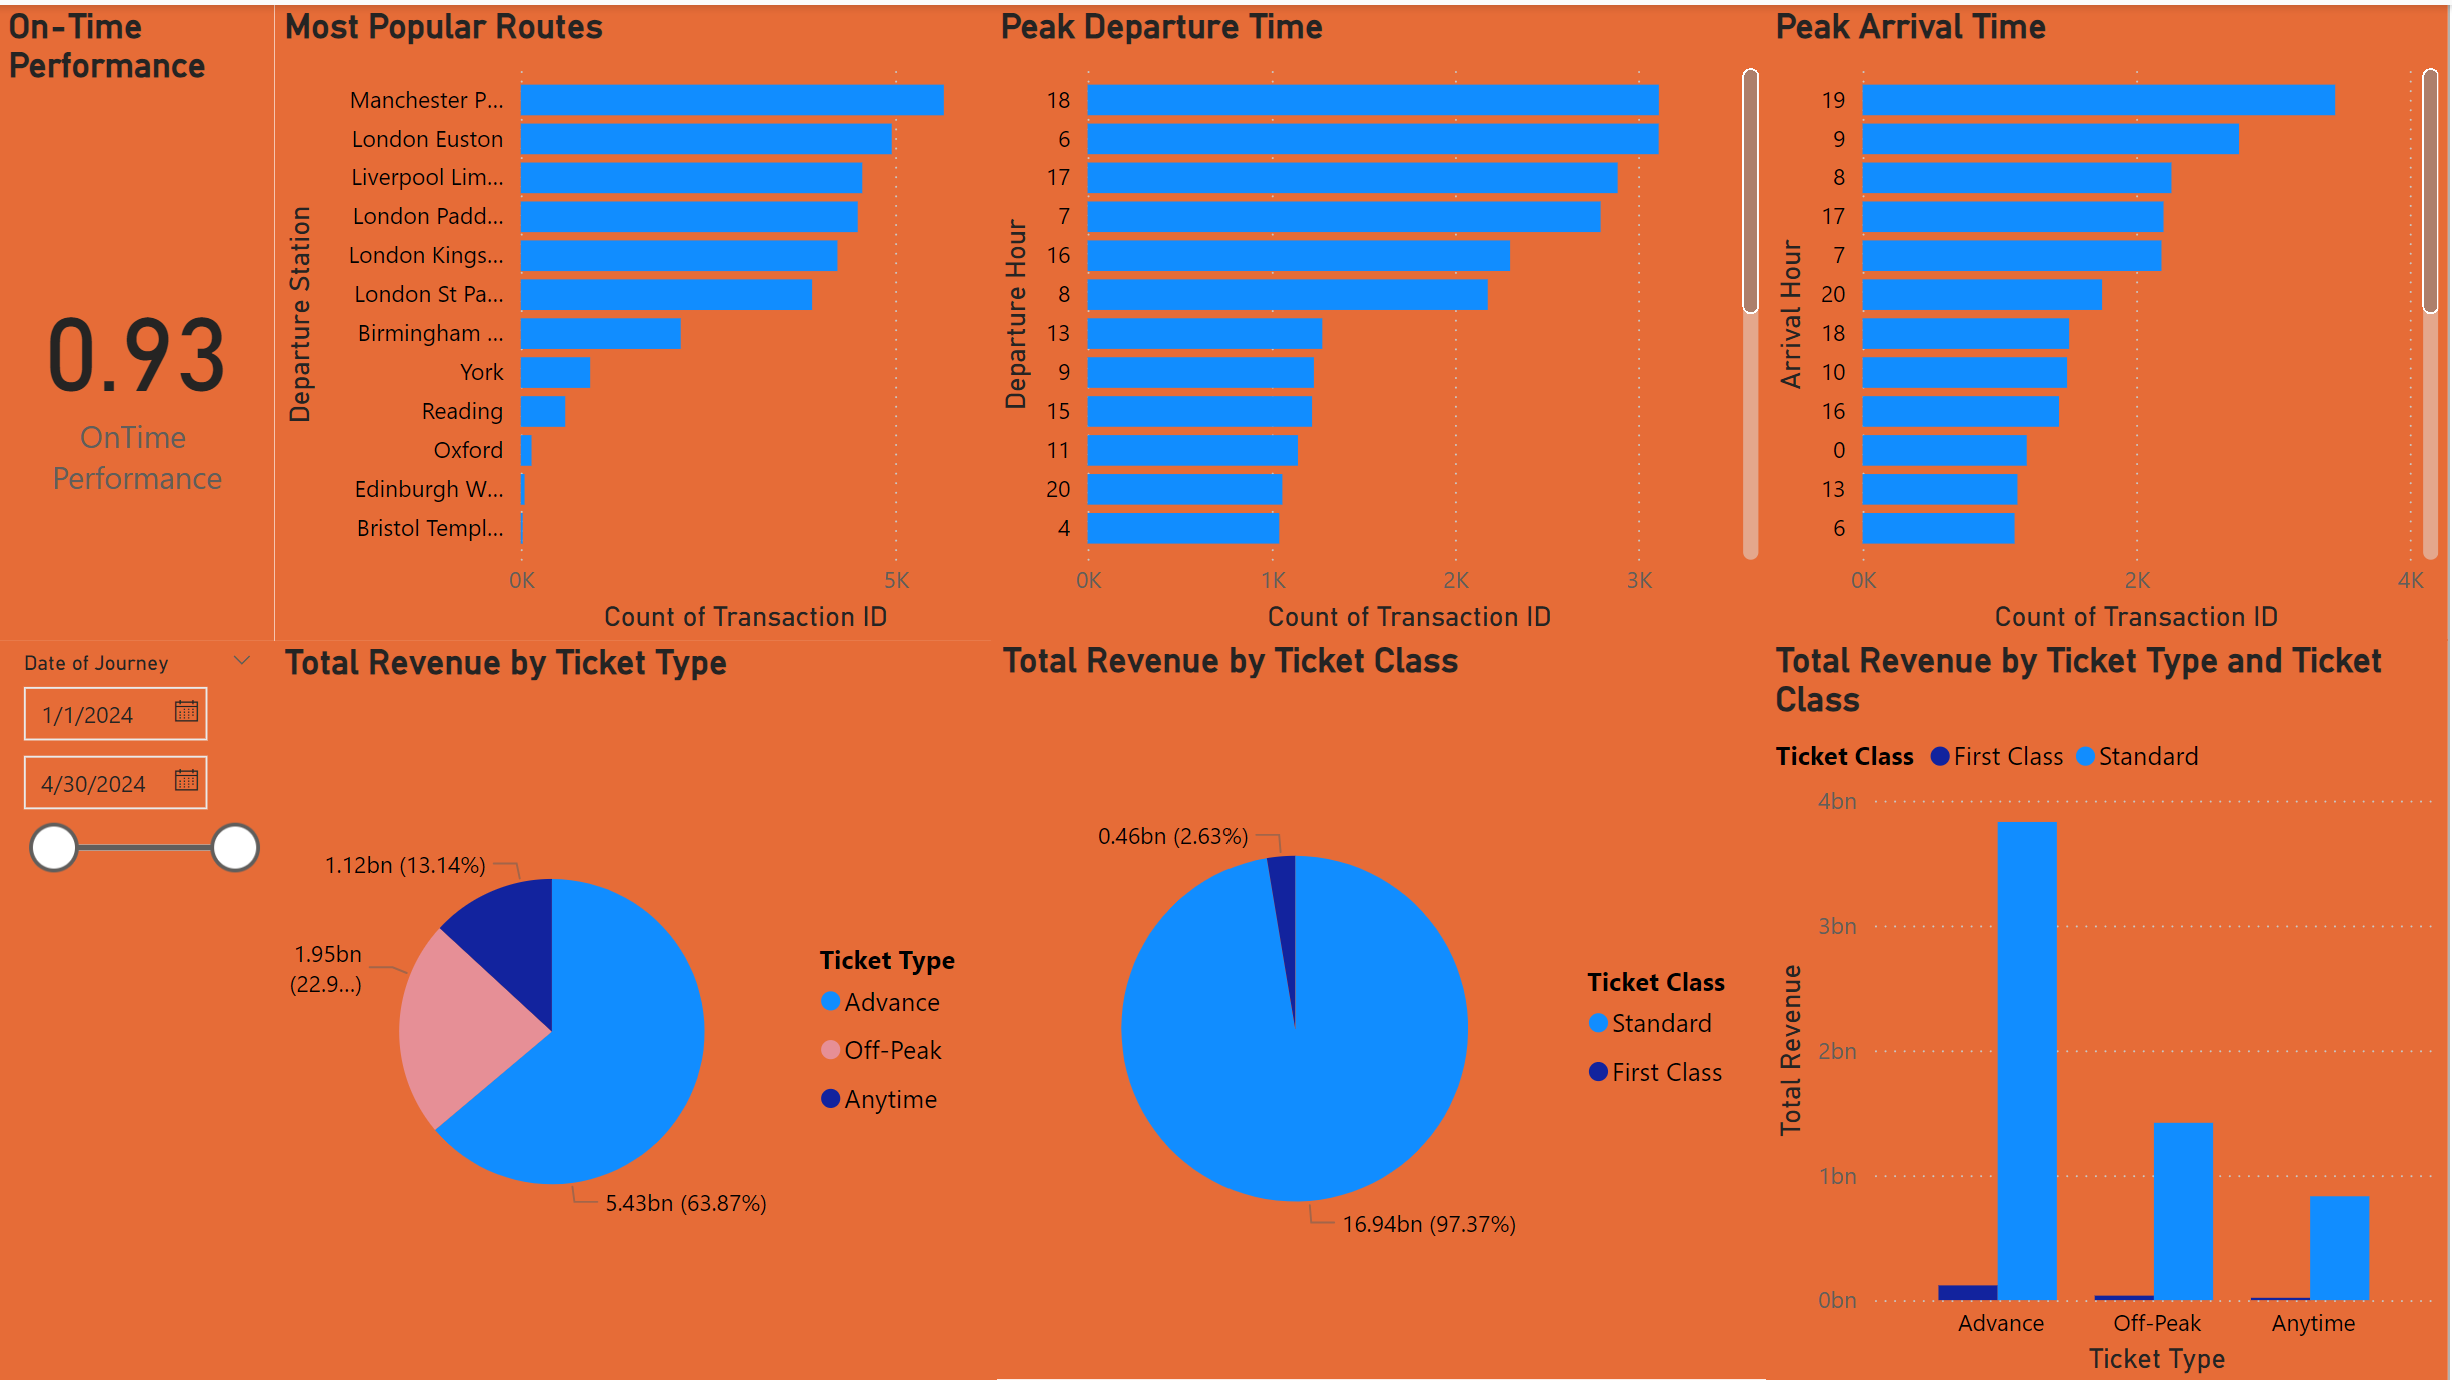 On-Time
Performance
0.93
OnTime
Performance
Most Popular Routes
Departure Station
Manchester P...
London Euston
Liverpool Lim...
London Padd...
London Kings...
London St Pa...
Birmingham ...
York
Reading
Oxford
Edinburgh W...
Bristol Templ...
0K 5K
Count of Transaction ID
Peak Departure Time
Departure Hour
18
6
17
7
16
8
13
9
15
11
20
4
0K 1K 2K 3K
Count of Transaction ID
Peak Arrival Time
Arrival Hour
19
9
8
17
7
20
18
10
16
0
13
6
0K 2K 4K
Count of Transaction ID
Date of Journey
1/1/2024
4/30/2024
Total Revenue by Ticket Type
1.12bn (13.14%)
1.95bn
(22.9...)
5.43bn (63.87%)
Ticket Type
Advance
Off-Peak
Anytime
Total Revenue by Ticket Class
0.46bn (2.63%)
16.94bn (97.37%)
Ticket Class
Standard
First Class
Total Revenue by Ticket Type and Ticket
Class
Ticket Class First Class Standard
Total Revenue
4bn
3bn
2bn
1bn
0bn
Advance Off-Peak Anytime
Ticket Type